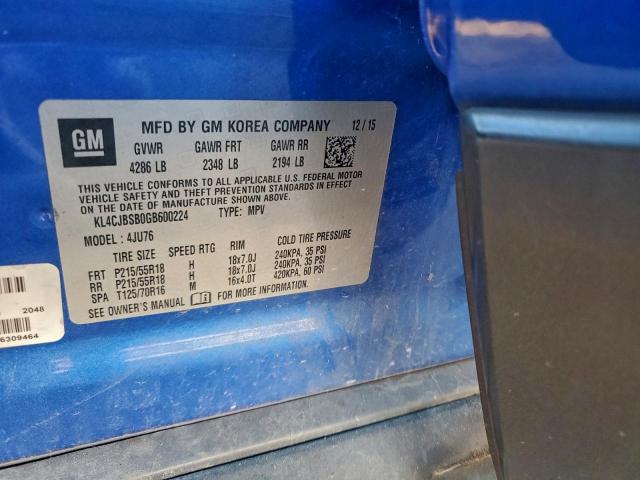 GM
MFD BY GM KOREA COMPANY 12/15
GVWR GAWR FRT GAWR RR
4286 LB 2348 LB 2194 LB
THIS VEHICLE CONFORMS TO ALL APPLICABLE U.S. FEDERAL MOTOR
VEHICLE SAFETY AND THEFT PREVENTION STANDARDS IN EFFECT
ON THE DATE OF MANUFACTURE SHOWN ABOVE.
KL4CJBSB0GB600224 TYPE: MPV
MODEL: 4JU76
TIRE SIZE SPEED RTG RIM COLD TIRE PRESSURE
FRT P215/55R18 H 18x7.0J 240KPA, 35 PSI
RR P215/55R18 H 18x7.0J 240KPA, 35 PSI
SPA T125/70R16 M 16x4.0T 420KPA, 60 PSI
SEE OWNER'S MANUAL FOR MORE INFORMATION.
2048
6309464